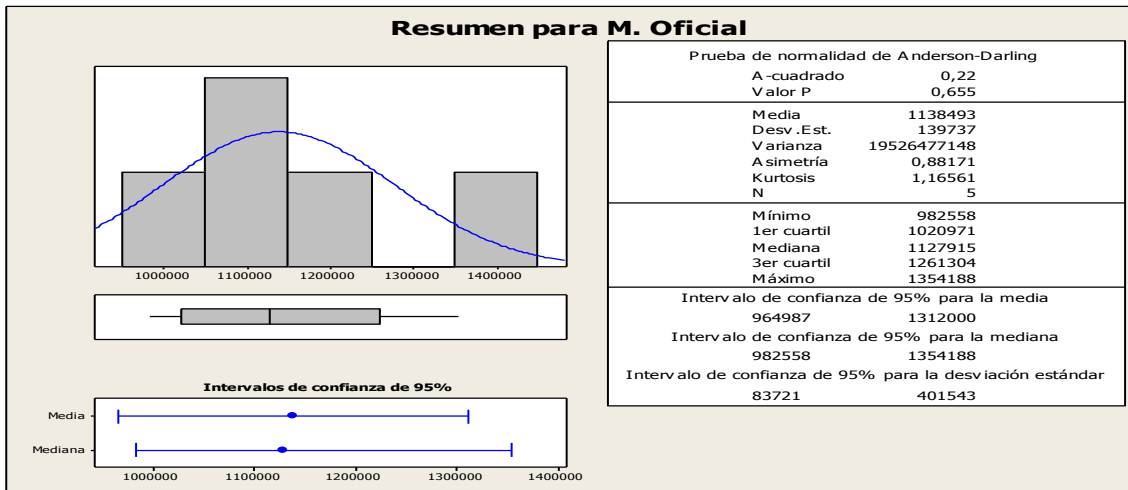 Resumen para M. Oficial
1000000 1100000 1200000 1300000 1400000
Intervalos de confianza de 95%
Media
Mediana
1000000 1100000 1200000 1300000 1400000
Prueba de normalidad de Anderson-Darling
A-cuadrado 0,22
Valor P 0,655
Media 1138493
Desv.Est. 139737
Varianza 19526477148
Asimetría 0,88171
Kurtosis 1,16561
N 5
Mínimo 982558
1er cuartil 1020971
Mediana 1127915
3er cuartil 1261304
Máximo 1354188
Intervalo de confianza de 95% para la media
964987 1312000
Intervalo de confianza de 95% para la mediana
982558 1354188
Intervalo de confianza de 95% para la desviación estándar
83721 401543